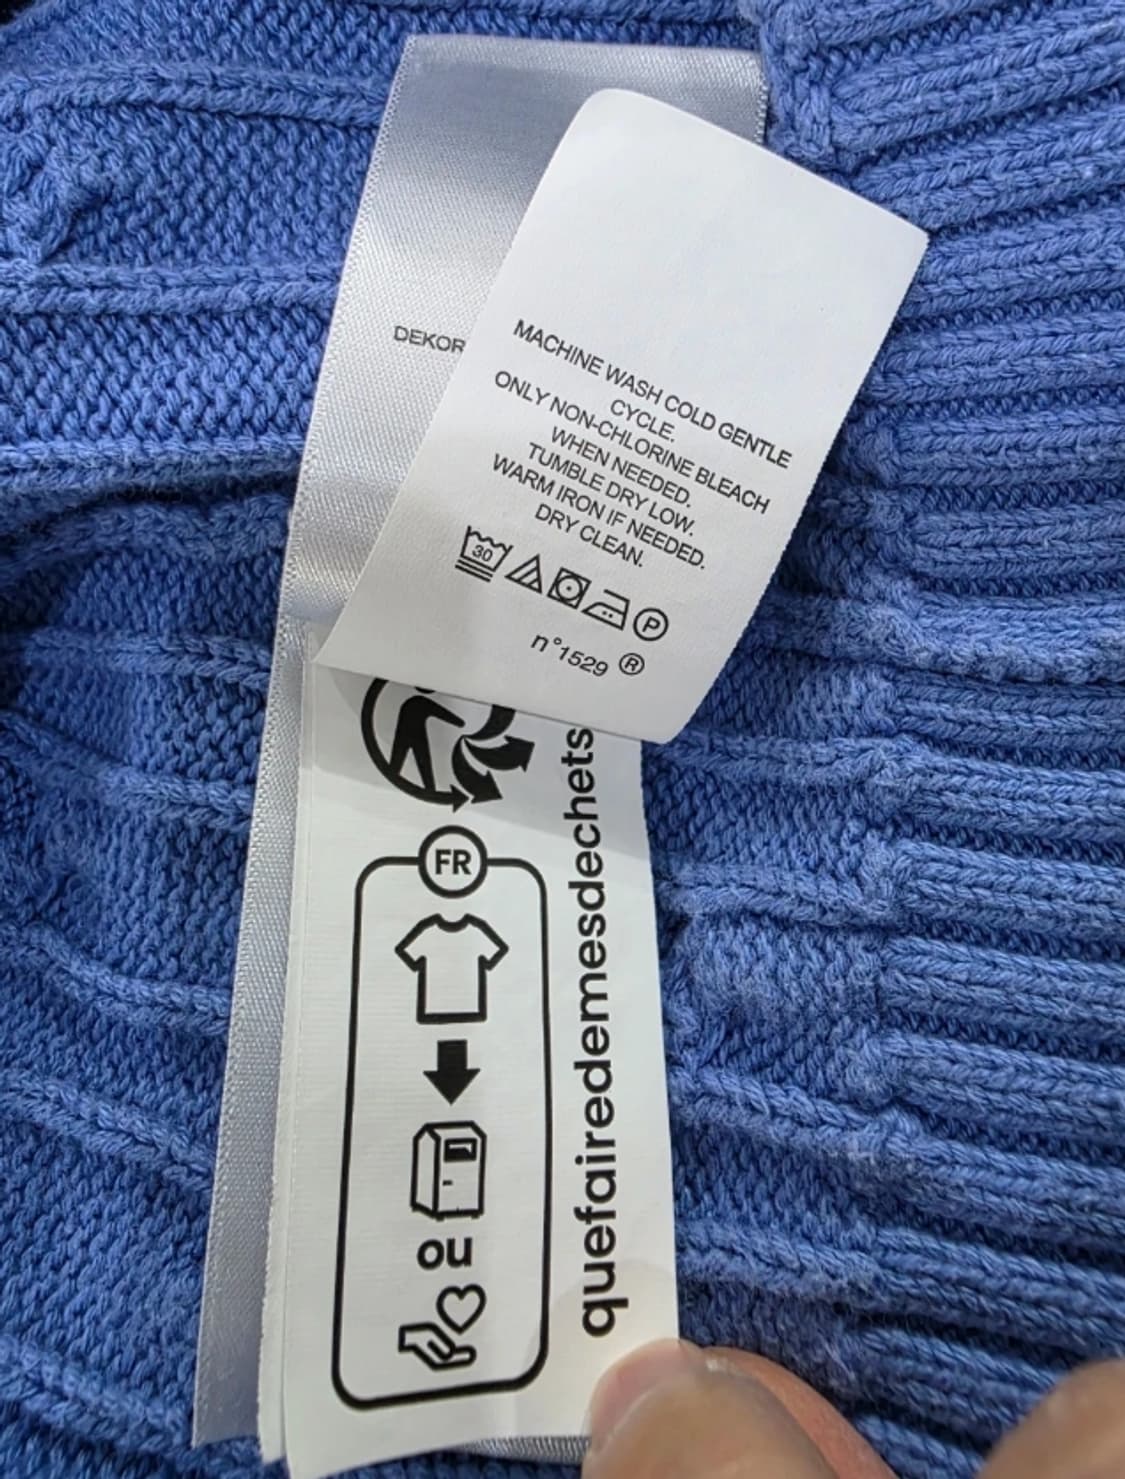 DEKOR
MACHINE WASH COLD GENTLE
CYCLE.
ONLY NON-CHLORINE BLEACH
WHEN NEEDED.
TUMBLE DRY LOW.
WARM IRON IF NEEDED.
DRY CLEAN.
30
P
n°1529 ®
FR
OU
quefairedemesdechets